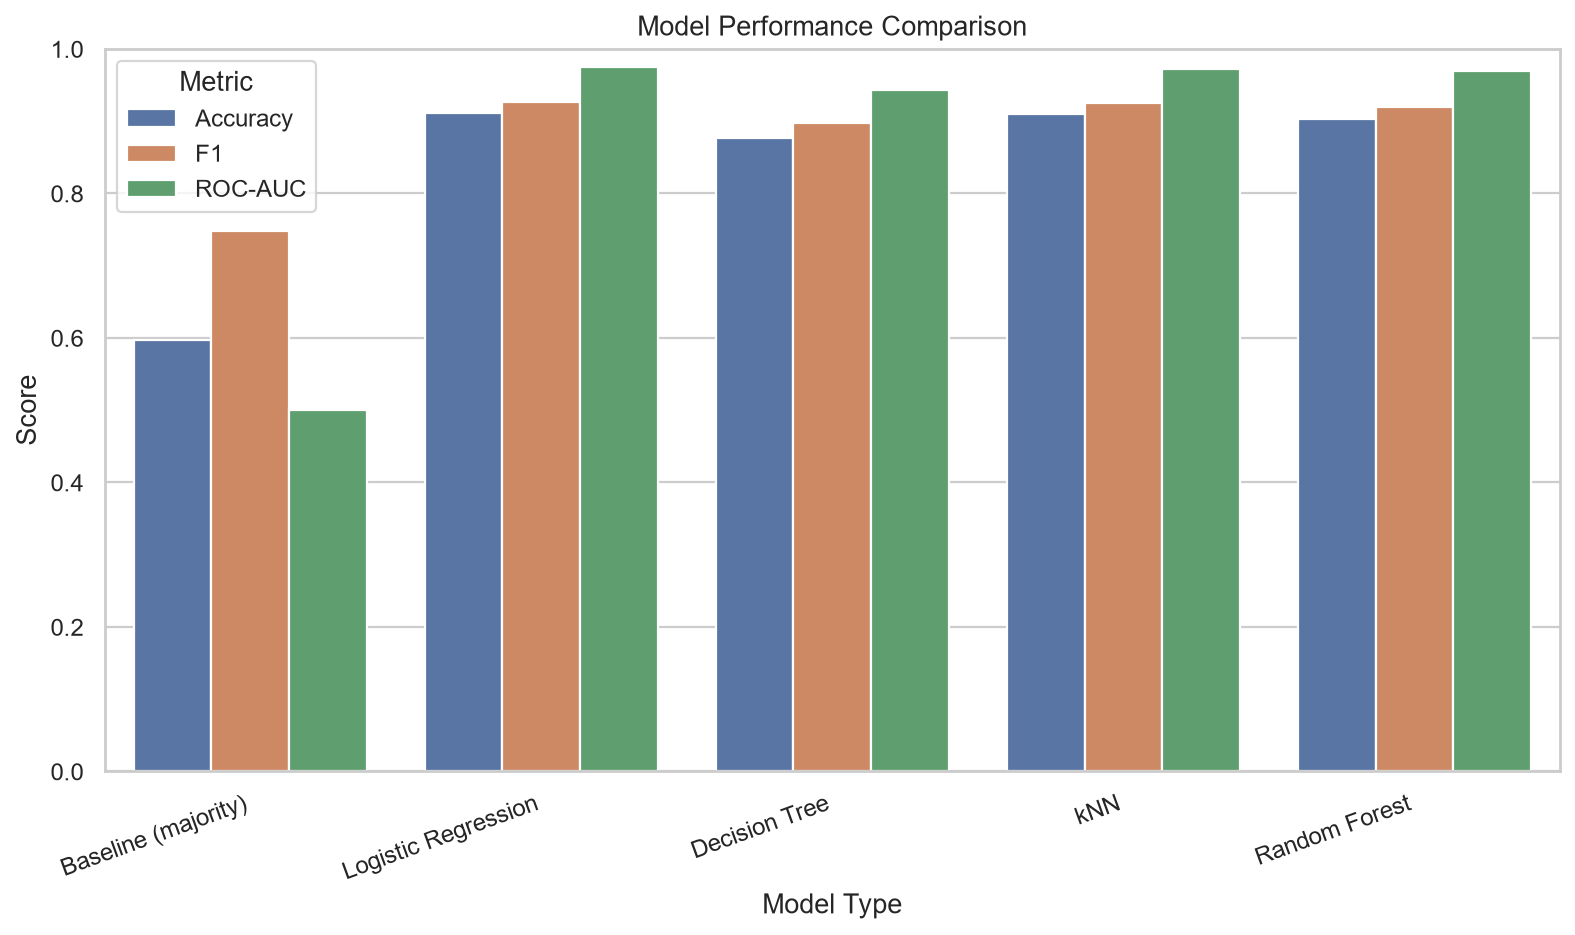 Model Performance Comparison
Metric
Accuracy
F1
ROC-AUC
1.0
0.8
0.6
0.4
0.2
0.0
Score
Baseline (majority)
Logistic Regression
Decision Tree
kNN
Random Forest
Model Type